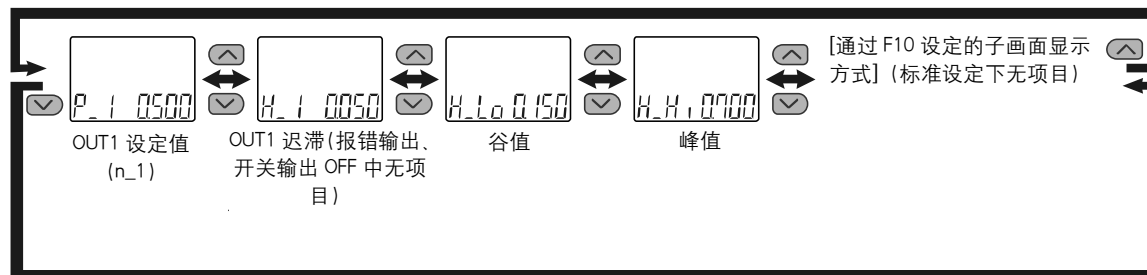 P_1 0.500
H_1 0.050
H_Lo 0.150
H_Hi 0.700
[通过 F10 设定的子画面显示
方式] (标准设定下无项目)
OUT1 设定值
(n_1)
OUT1 迟滞(报错输出、
开关输出 OFF 中无项
目)
谷值
峰值